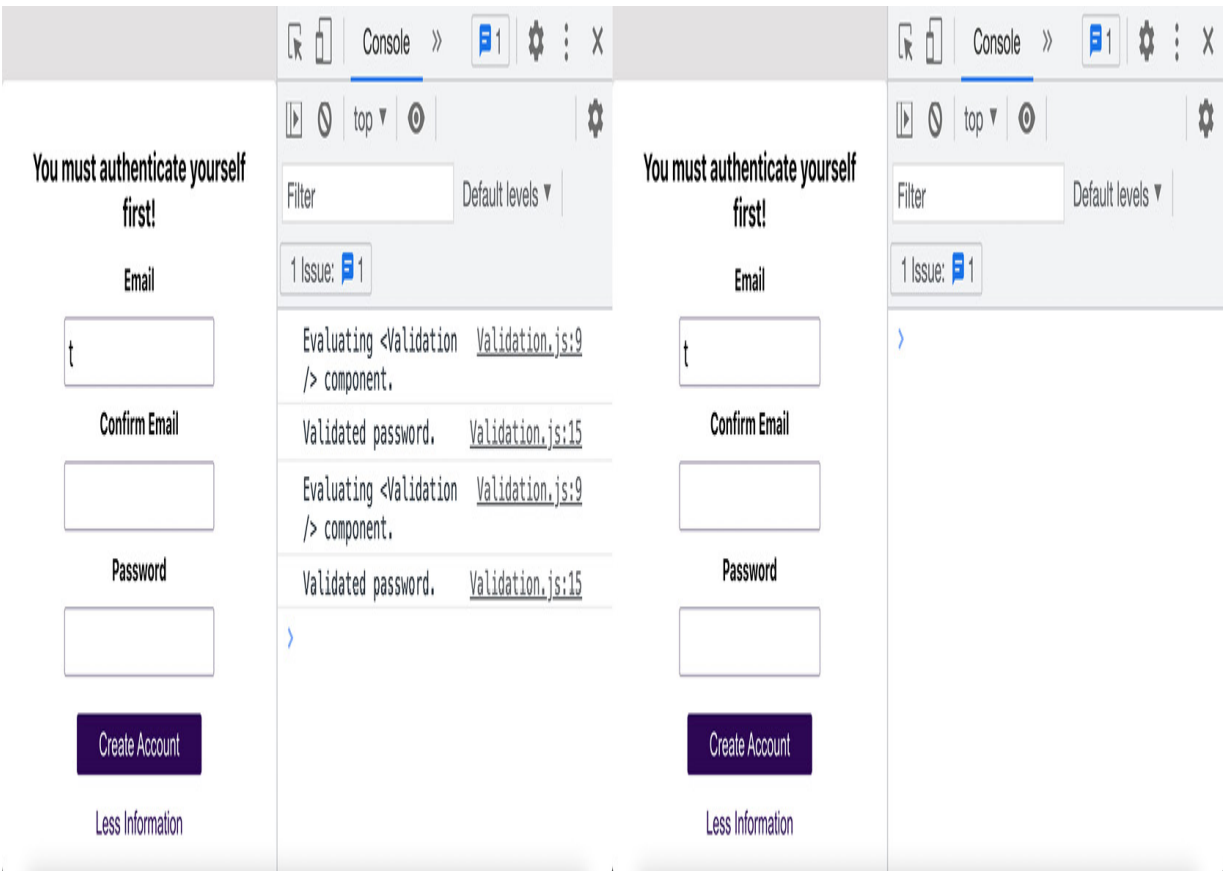 Console
1
top
Filter
Default levels
1 Issue: 1
You must authenticate yourself
first!
Email
t
Confirm Email
Password
Create Account
Less Information
Evaluating <Validation Validation.js:9
/> component.
Validated password. Validation.js:15
Evaluating <Validation Validation.js:9
/> component.
Validated password. Validation.js:15
Console
1
top
Filter
Default levels
1 Issue: 1
You must authenticate yourself
first!
Email
t
Confirm Email
Password
Create Account
Less Information